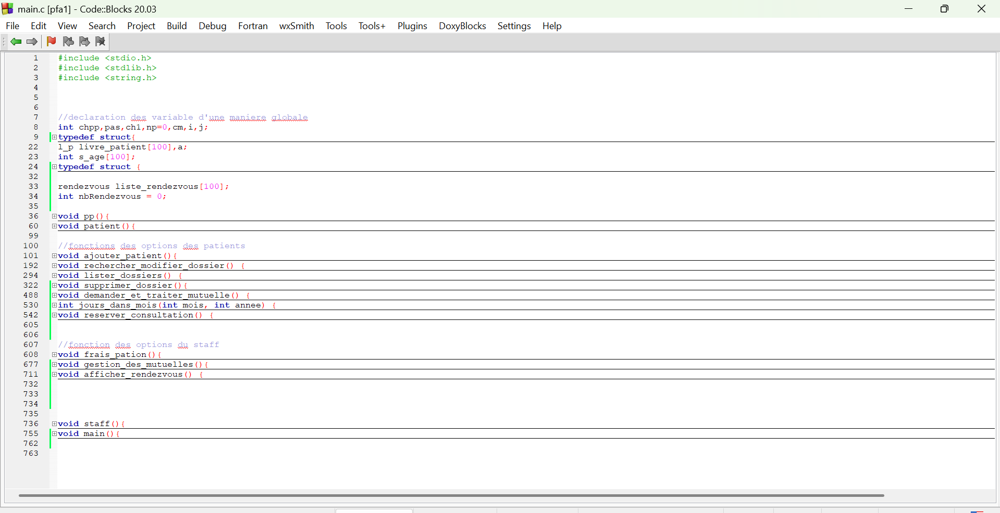 main.c [pfa1] - Code::Blocks 20.03
File Edit View Search Project Build Debug Fortran wxSmith Tools Tools+ Plugins DoxyBlocks Settings Help
1 #include <stdio.h>
2 #include <stdlib.h>
3 #include <string.h>
4
5
6
7 //declaration des variable d'une maniere globale
8 int chpp,pas,ch1,np=0,cm,i,j;
9 typedef struct{
22 l_p livre_patient[100],a;
23 int s_age[100];
24 typedef struct {
32
33 rendezvous liste_rendezvous[100];
34 int nbRendezvous = 0;
35
36 void pp(){
60 void patient(){
99
100 //fonctions des options des patients
101 void ajouter_patient(){
192 void rechercher_modifier_dossier() {
294 void lister_dossiers() {
322 void supprimer_dossier(){
488 void demander_et_traiter_mutuelle() {
530 int jours_dans_mois(int mois, int annee) {
542 void reserver_consultation() {
605
606
607 //fonction des options du staff
608 void frais_pation(){
677 void gestion_des_mutuelles(){
711 void afficher_rendezvous() {
732
733
734
735
736 void staff(){
755 void main(){
762
763